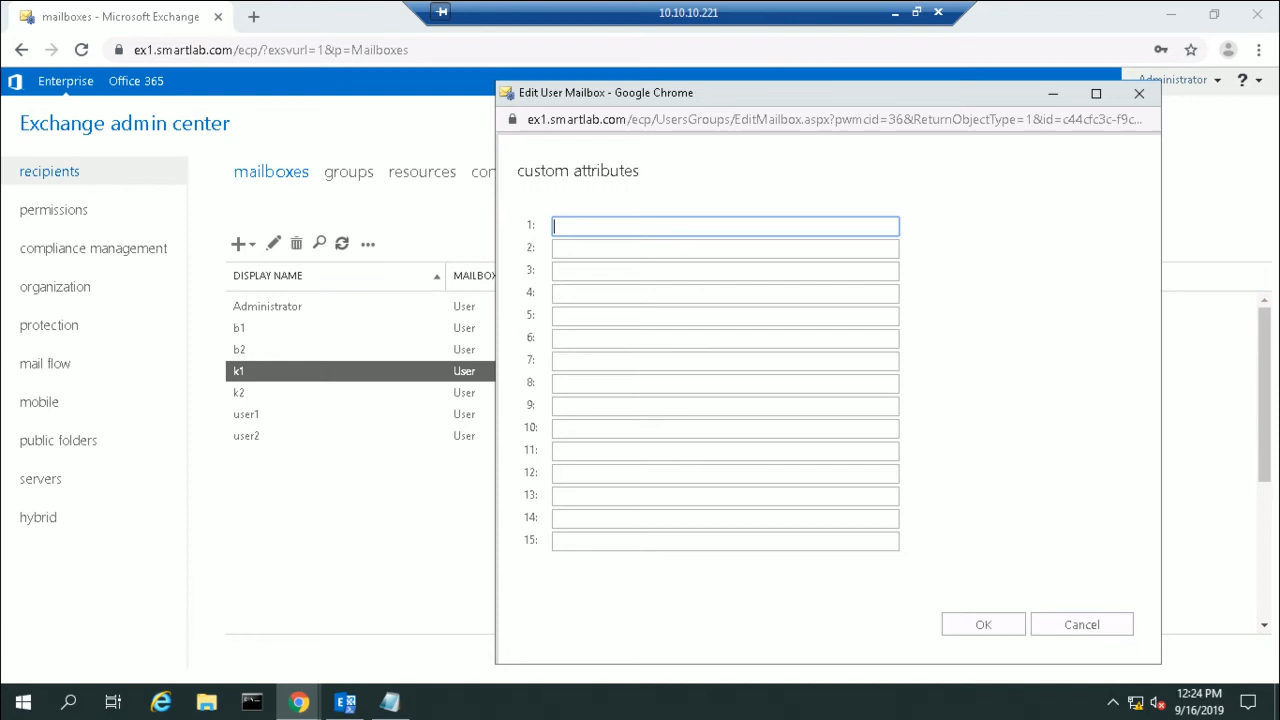 mailboxes - Microsoft Exchange
10.10.10.221
ex1.smartlab.com/ecp/?exsvurl=1&p=Mailboxes
Enterprise Office 365
Administrator ?
Exchange admin center
recipients
permissions
compliance management
organization
protection
mail flow
mobile
public folders
servers
hybrid
mailboxes groups resources con
DISPLAY NAME MAILBOX
Administrator User
b1 User
b2 User
k1 User
k2 User
user1 User
user2 User
Edit User Mailbox - Google Chrome
ex1.smartlab.com/ecp/UsersGroups/EditMailbox.aspx?pwmcid=36&ReturnObjectType=1&id=c44cfc3c-f9c...
custom attributes
1:
2:
3:
4:
5:
6:
7:
8:
9:
10:
11:
12:
13:
14:
15:
OK Cancel
12:24 PM
9/16/2019